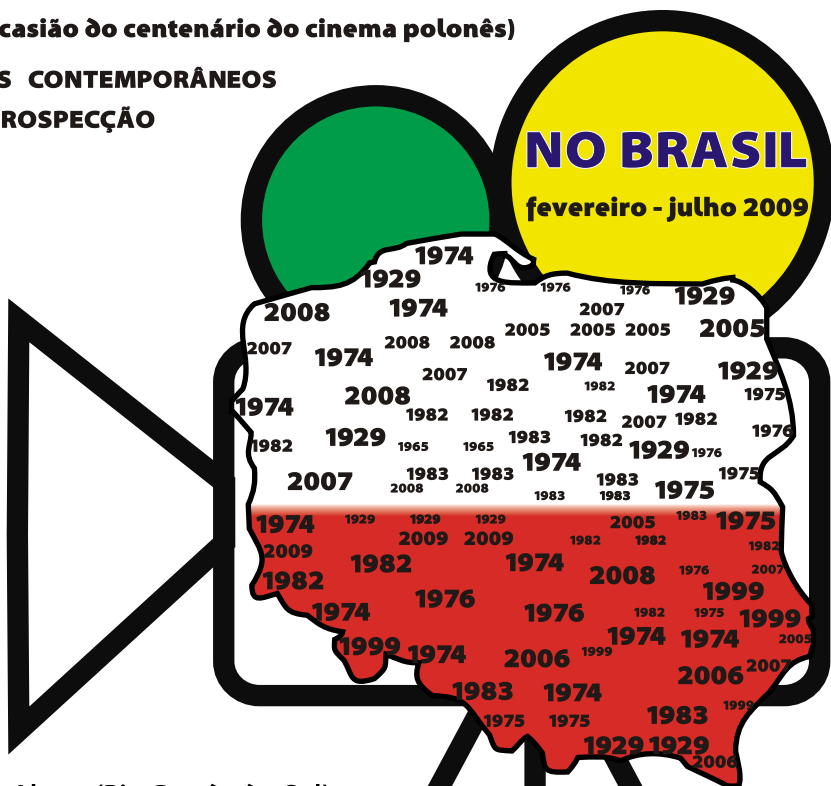 casião do centenário do cinema polonês)
S CONTEMPORÂNEOS
ROSPECÇÃO
NO BRASIL
fevereiro - julho 2009
1974
1929 1976 1976 1976 1929
2008 1974 2007
2005 2005 2005 2005
2007 1974 2008 2008 1974 2007 1929
2007 1982 1982 1974 1975
1974 2008
1982 1982 1982 2007 1982 1976
1982 1929 1965 1965 1983 1982 1929 1976
1974
2007 1983 1983 1983 1975 1975
2008 2008 1983 1983
1974 1929 1929 1929 2005 1983 1975
2009 2009 2009 1982 1982 1982
1982 1982 1974 2008 1976 2007
1976 1999
1974 1976 1982 1975 1999
1999 1974 2006 1999 1974 1974 2005
2006 2007
1983 1974 1983 1999
1975 1975
1929 1929
2006